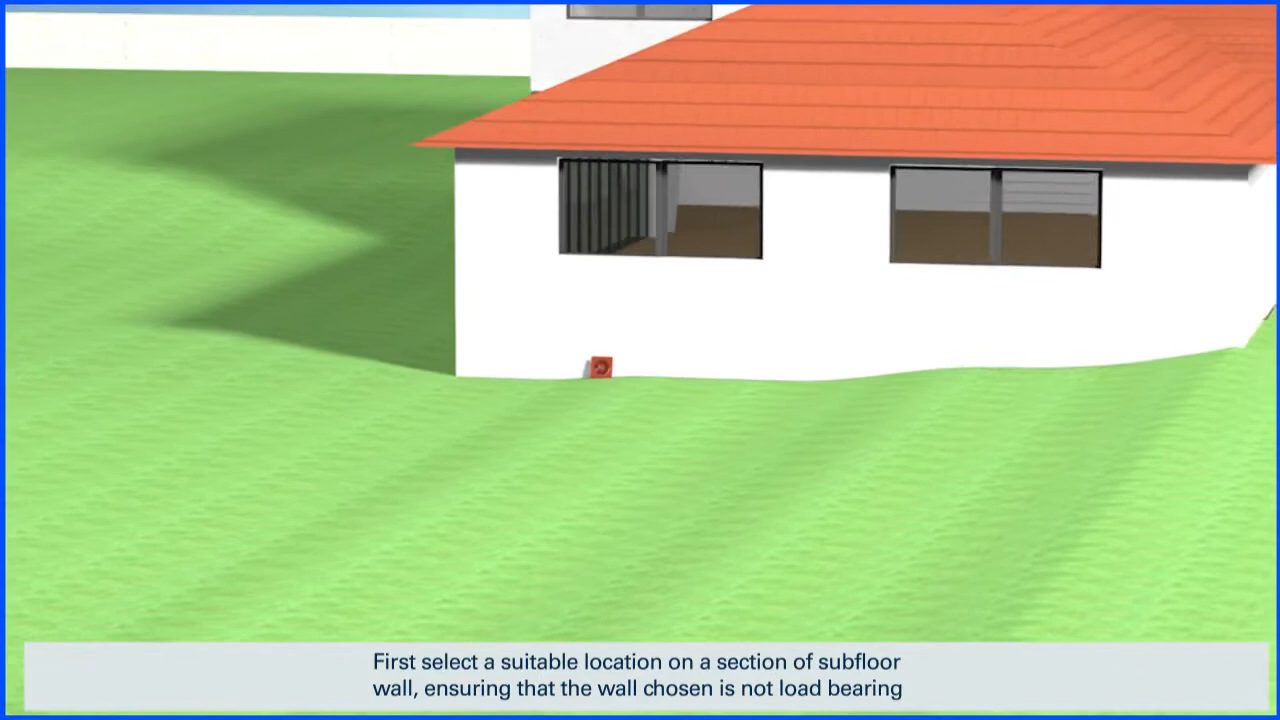 First select a suitable location on a section of subfloor
wall, ensuring that the wall chosen is not load bearing